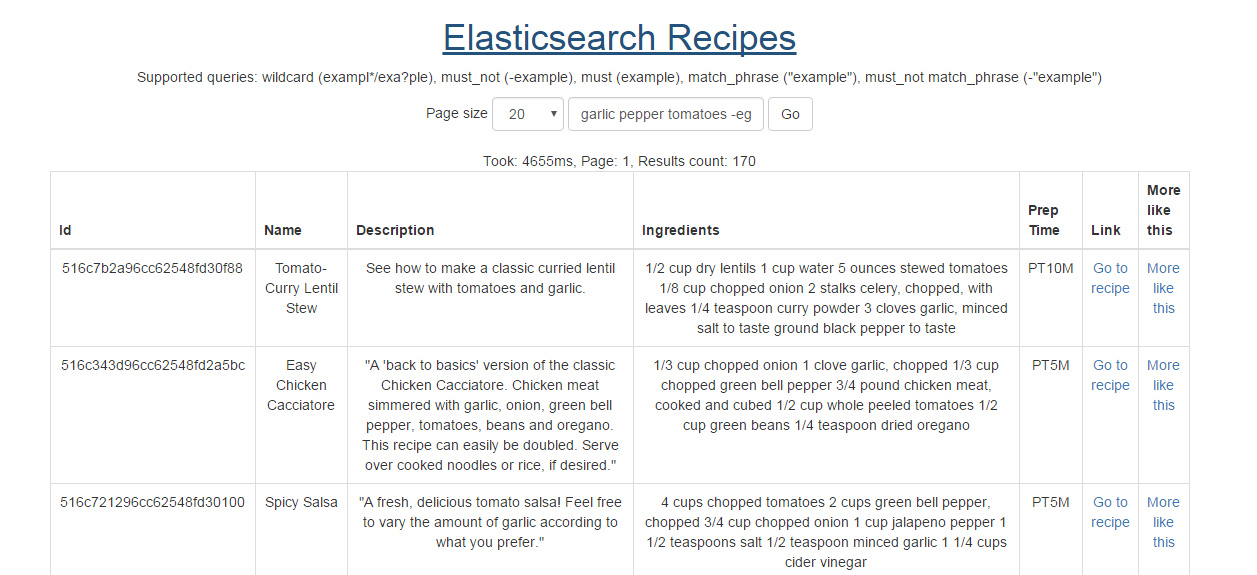 Elasticsearch Recipes
Supported queries: wildcard (exampl*/exa?ple), must_not (-example), must (example), match_phrase ("example"), must_not match_phrase (-"example")
Page size 20 garlic pepper tomatoes -eg Go
Took: 4655ms, Page: 1, Results count: 170
Id
Name
Description
Ingredients
Prep
Time
Link
More
like
this
516c7b2a96cc62548fd30f88
Tomato-
Curry Lentil
Stew
See how to make a classic curried lentil
stew with tomatoes and garlic.
1/2 cup dry lentils 1 cup water 5 ounces stewed tomatoes
1/8 cup chopped onion 2 stalks celery, chopped, with
leaves 1/4 teaspoon curry powder 3 cloves garlic, minced
salt to taste ground black pepper to taste
PT10M
Go to
recipe
More
like
this
516c343d96cc62548fd2a5bc
Easy
Chicken
Cacciatore
"A 'back to basics' version of the classic
Chicken Cacciatore. Chicken meat
simmered with garlic, onion, green bell
pepper, tomatoes, beans and oregano.
This recipe can easily be doubled. Serve
over cooked noodles or rice, if desired."
1/3 cup chopped onion 1 clove garlic, chopped 1/3 cup
chopped green bell pepper 3/4 pound chicken meat,
cooked and cubed 1/2 cup whole peeled tomatoes 1/2
cup green beans 1/4 teaspoon dried oregano
PT5M
Go to
recipe
More
like
this
516c721296cc62548fd30100
Spicy Salsa
"A fresh, delicious tomato salsa! Feel free
to vary the amount of garlic according to
what you prefer."
4 cups chopped tomatoes 2 cups green bell pepper,
chopped 3/4 cup chopped onion 1 cup jalapeno pepper 1
1/2 teaspoons salt 1/2 teaspoon minced garlic 1 1/4 cups
cider vinegar
PT5M
Go to
recipe
More
like
this